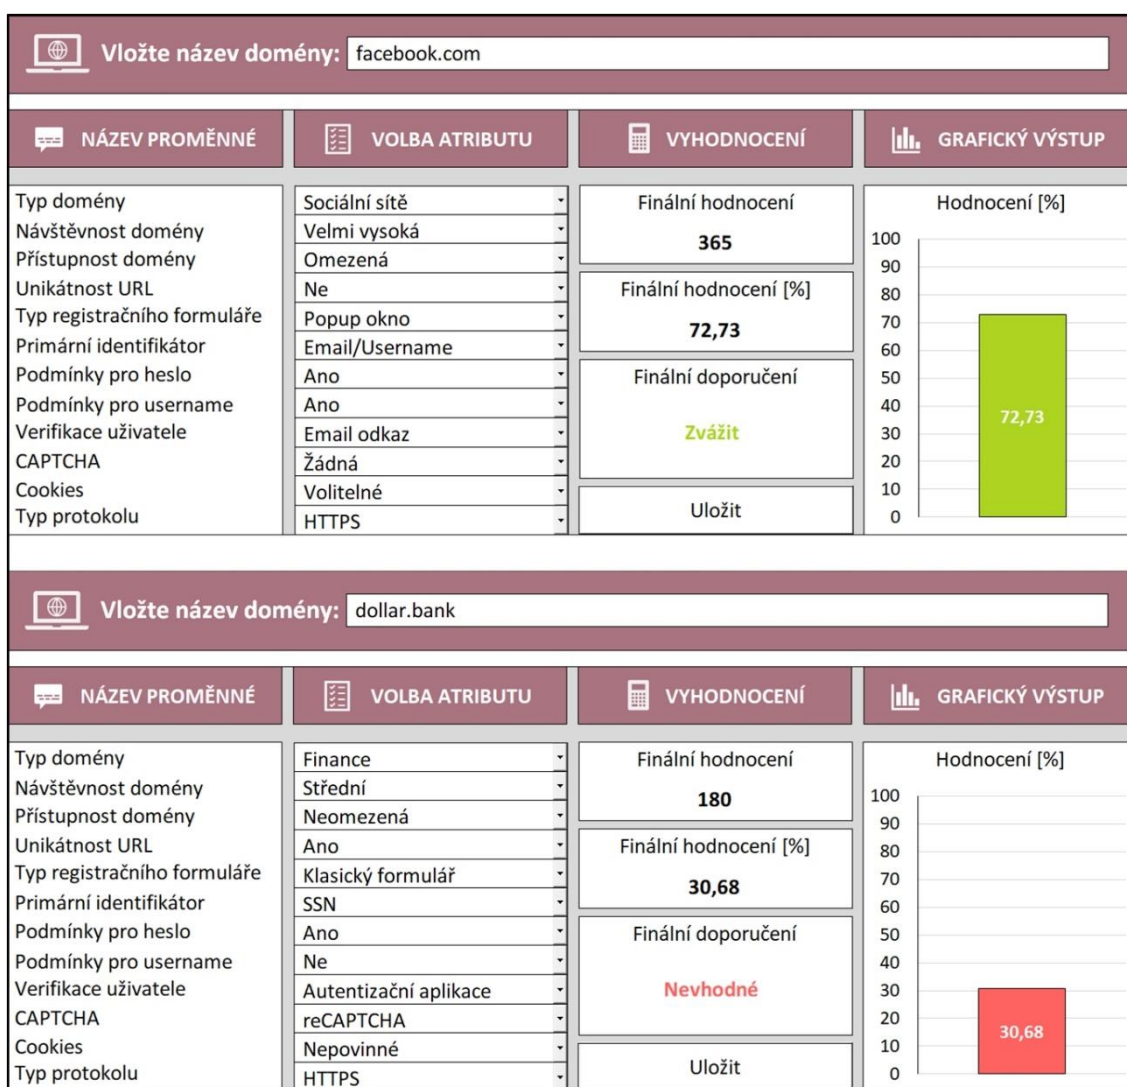 Vložte název domény: facebook.com
NÁZEV PROMĚNNÉ VOLBA ATRIBUTU VYHODNOCENÍ GRAFICKÝ VÝSTUP
Typ domény
Návštěvnost domény
Přístupnost domény
Unikátnost URL
Typ registračního formuláře
Primární identifikátor
Podmínky pro heslo
Podmínky pro username
Verifikace uživatele
CAPTCHA
Cookies
Typ protokolu
Sociální sítě
Velmi vysoká
Omezená
Ne
Popup okno
Email/Username
Ano
Ano
Email odkaz
Žádná
Volitelné
HTTPS
Finální hodnocení
365
Finální hodnocení [%]
72,73
Finální doporučení
Zvážit
Uložit
Hodnocení [%]
100
90
80
70
60
50
40
30
20
10
0
72,73
Vložte název domény: dollar.bank
NÁZEV PROMĚNNÉ VOLBA ATRIBUTU VYHODNOCENÍ GRAFICKÝ VÝSTUP
Typ domény
Návštěvnost domény
Přístupnost domény
Unikátnost URL
Typ registračního formuláře
Primární identifikátor
Podmínky pro heslo
Podmínky pro username
Verifikace uživatele
CAPTCHA
Cookies
Typ protokolu
Finance
Střední
Neomezená
Ano
Klasický formulář
SSN
Ano
Ne
Autentizační aplikace
reCAPTCHA
Nepovinné
HTTPS
Finální hodnocení
180
Finální hodnocení [%]
30,68
Finální doporučení
Nevhodné
Uložit
Hodnocení [%]
100
90
80
70
60
50
40
30
20
10
0
30,68